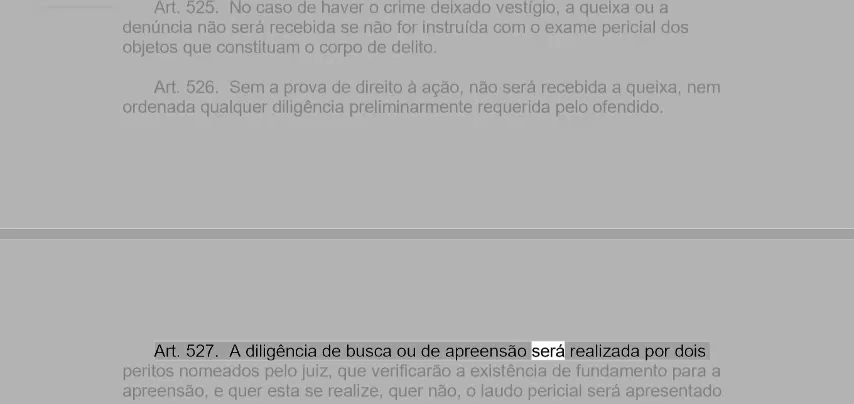 Art. 525. No caso de haver o crime deixado vestígio, a queixa ou a
denúncia não será recebida se não for instruída com o exame pericial dos
objetos que constituam o corpo de delito.
Art. 526. Sem a prova de direito à ação, não será recebida a queixa, nem
ordenada qualquer diligência preliminarmente requerida pelo ofendido.
Art. 527. A diligência de busca ou de apreensão será realizada por dois
peritos nomeados pelo juiz, que verificarão a existência de fundamento para a
apreensão, e quer esta se realize, quer não, o laudo pericial será apresentado